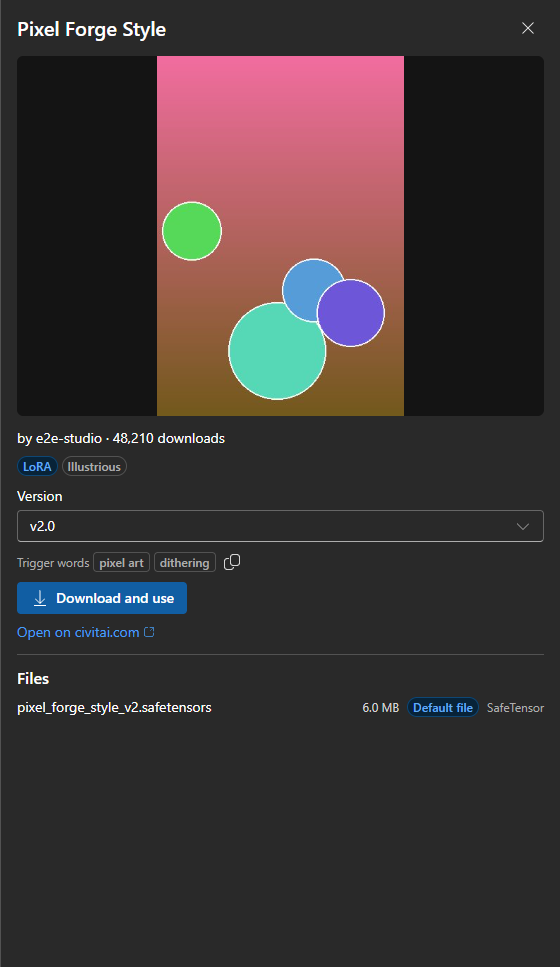 Pixel Forge Style
by e2e-studio · 48,210 downloads
LoRA Illustrious
Version
v2.0
Trigger words pixel art dithering
Download and use
Open on civitai.com
Files
pixel_forge_style_v2.safetensors 6.0 MB Default file SafeTensor